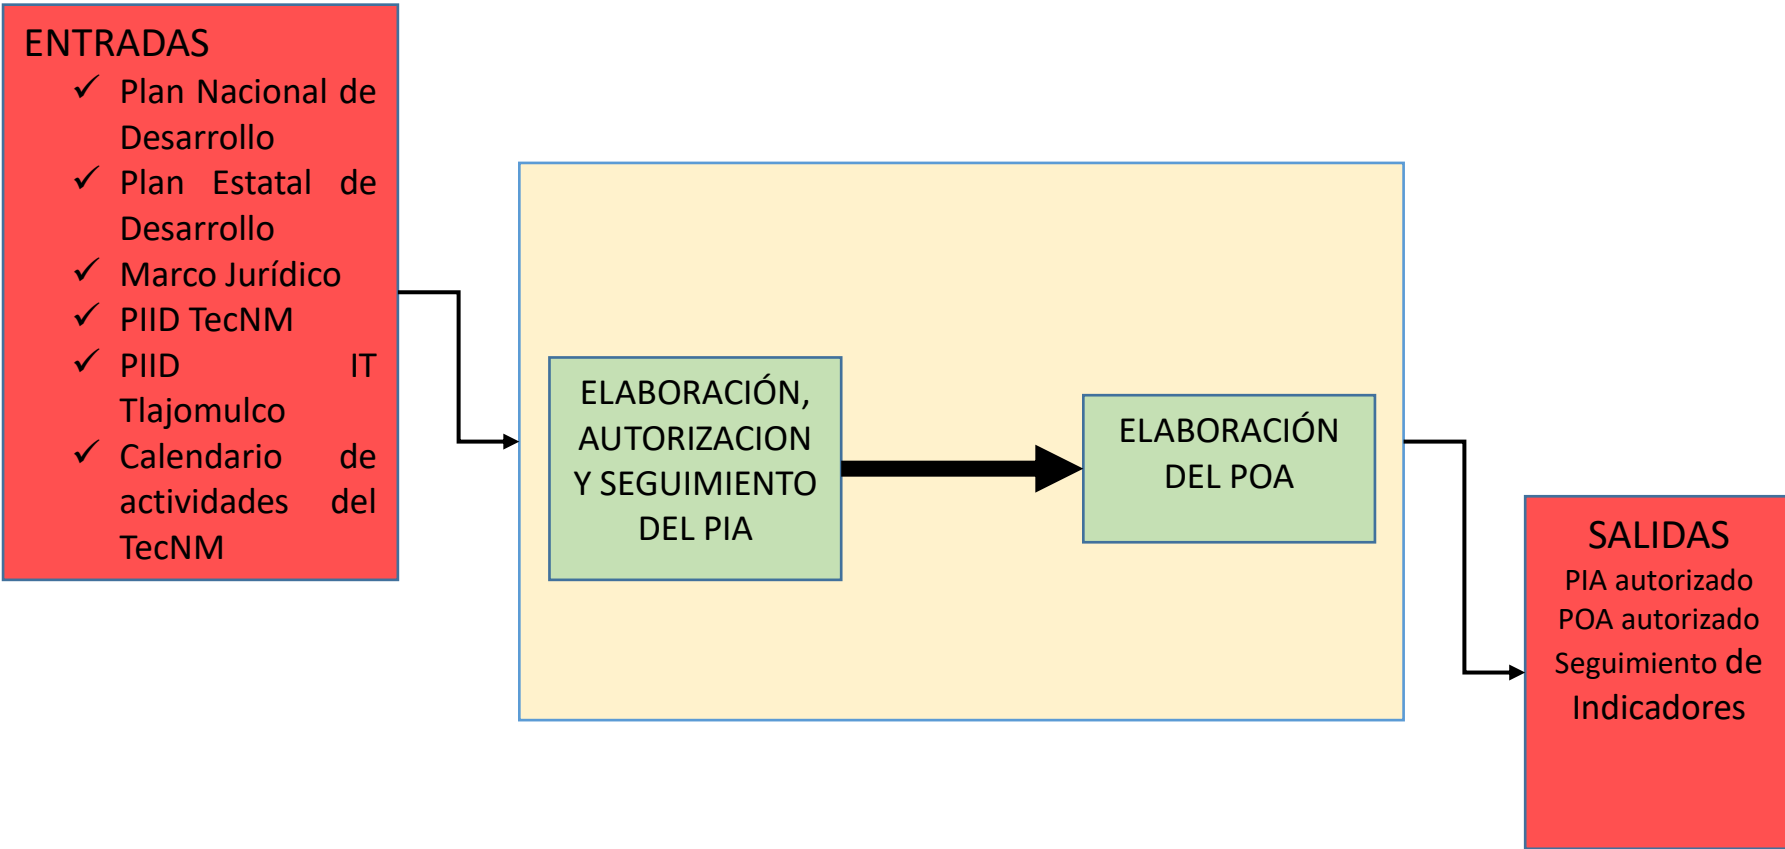 ENTRADAS
✓ Plan Nacional de
Desarrollo
✓ Plan Estatal de
Desarrollo
✓ Marco Jurídico
✓ PIID TecNM
✓ PIID IT
Tlajomulco
✓ Calendario de
actividades del
TecNM
ELABORACIÓN,
AUTORIZACION
Y SEGUIMIENTO
DEL PIA
ELABORACIÓN
DEL POA
SALIDAS
PIA autorizado
POA autorizado
Seguimiento de
Indicadores